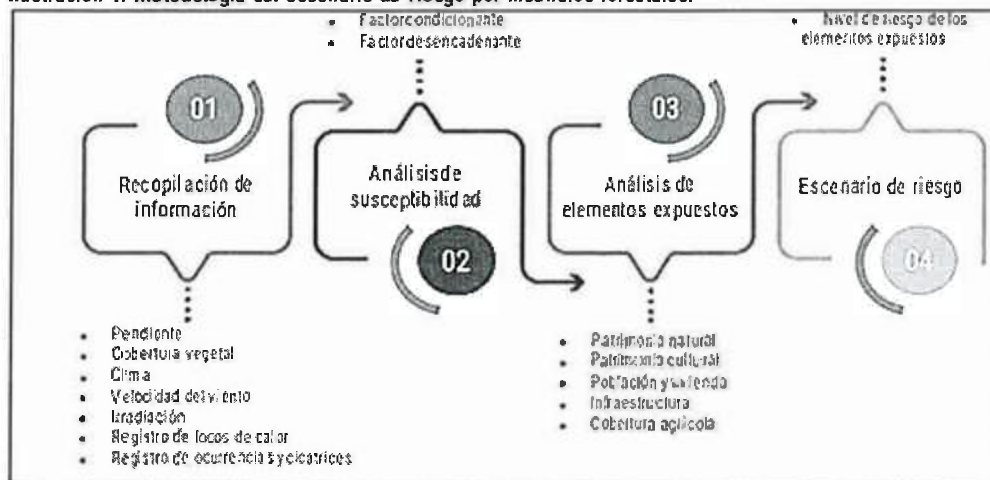 Ilustración 1. Metodología del escenario de Riesgo por incendios forestales.
• Factor condicionante
• Factor desencadenante
• Nivel de riesgo de los
elementos expuestos
01
Recopilación de
información
Análisis de
susceptibilidad
02
03
Análisis de
elementos expuestos
Escenario de riesgo
04
• Pendiente
• Cobertura vegetal
• Clima
• Velocidad del viento
• Irradiación
• Registro de focos de calor
• Registro de ocurrencias y cicatrices
• Patrimonio natural
• Patrimonio cultural
• Población y vivienda
• Infraestructura
• Cobertura agrícola